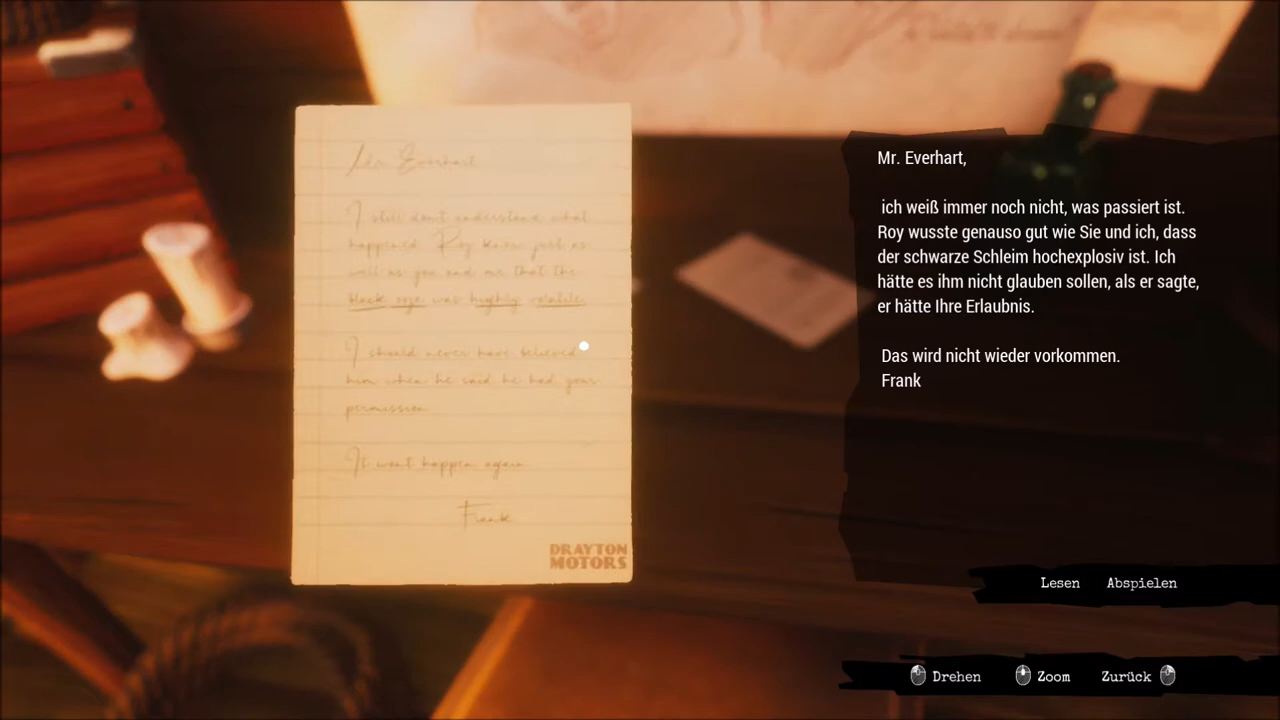 Mr. Everhart
I still don't understand what
happened. Roy knew just as
well as you and me that the
black ooze was highly volatile.
I should never have believed
him when he said he had your
permission.
It wont happen again.
Frank
DRAYTON
MOTORS
Mr. Everhart,
ich weiß immer noch nicht, was passiert ist.
Roy wusste genauso gut wie Sie und ich, dass
der schwarze Schleim hochexplosiv ist. Ich
hätte es ihm nicht glauben sollen, als er sagte,
er hätte Ihre Erlaubnis.
Das wird nicht wieder vorkommen.
Frank
Lesen Abspielen
Drehen Zoom Zurück